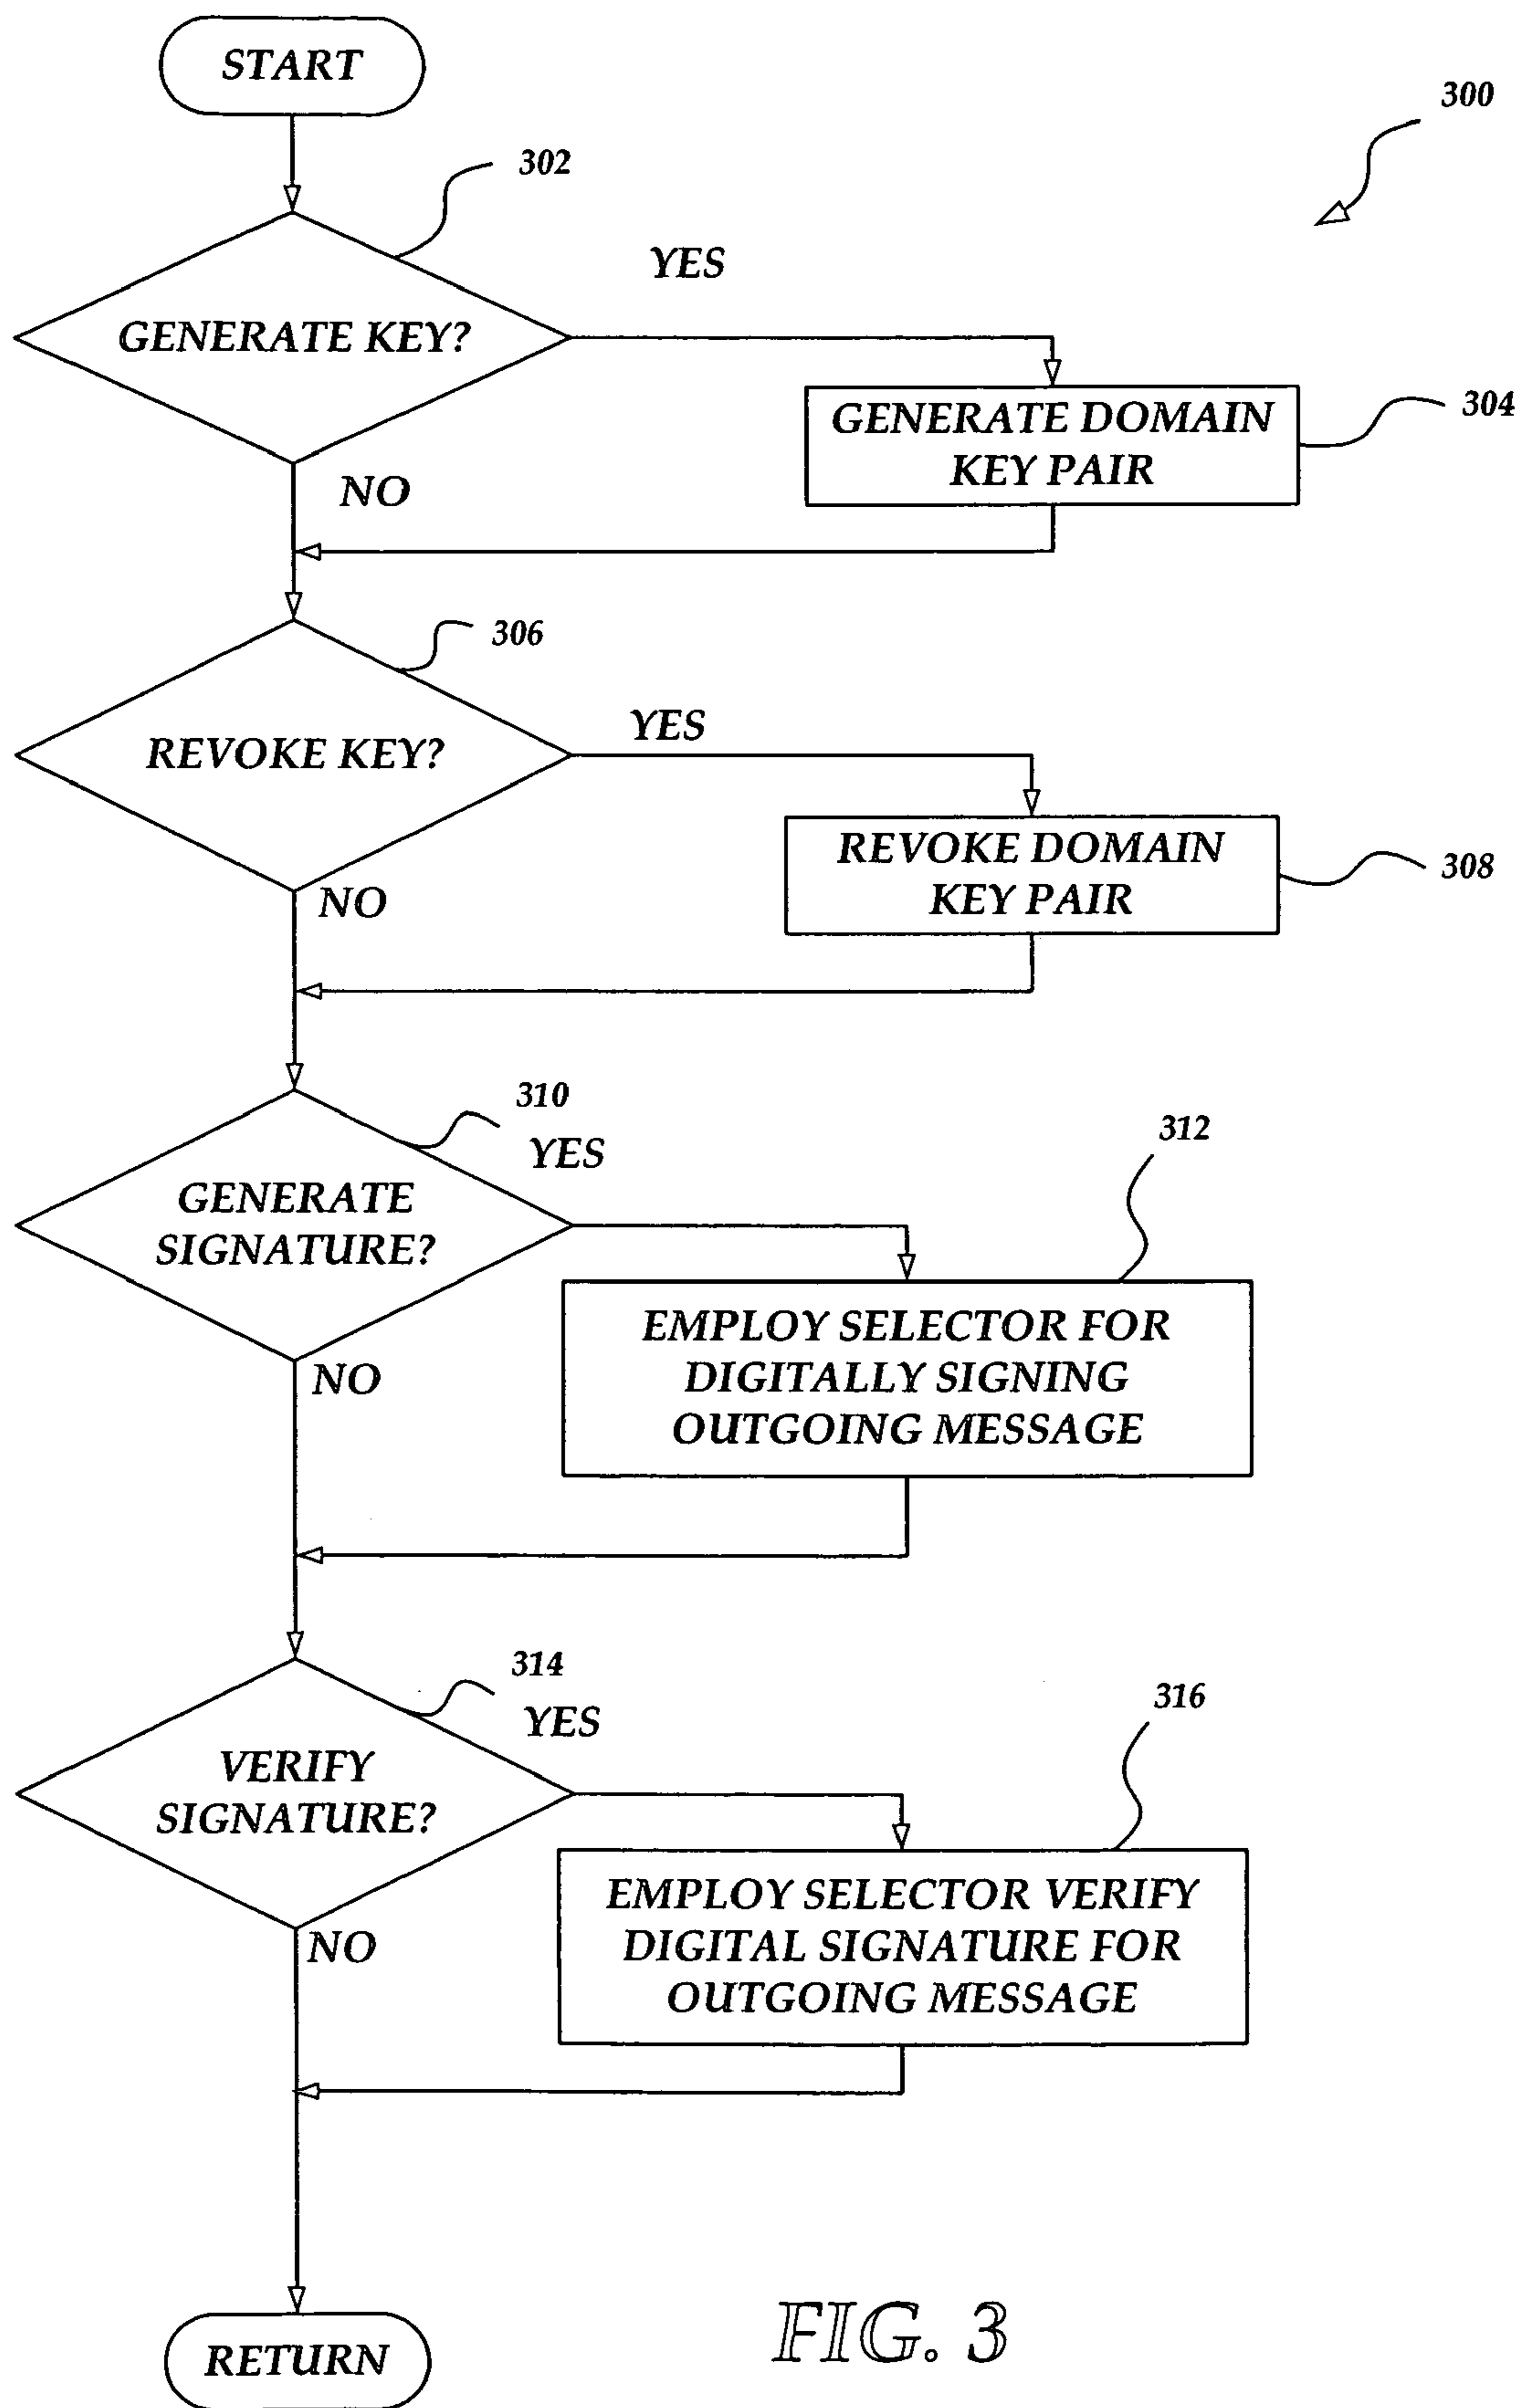 START
300
302
YES
GENERATE KEY?
304
GENERATE DOMAIN
KEY PAIR
NO
306
YES
REVOKE KEY?
REVOKE DOMAIN
KEY PAIR
308
NO
310
YES
312
GENERATE
SIGNATURE?
EMPLOY SELECTOR FOR
DIGITALLY SIGNING
OUTGOING MESSAGE
NO
314
YES
316
VERIFY
SIGNATURE?
EMPLOY SELECTOR VERIFY
DIGITAL SIGNATURE FOR
OUTGOING MESSAGE
NO
RETURN
FIG. 3